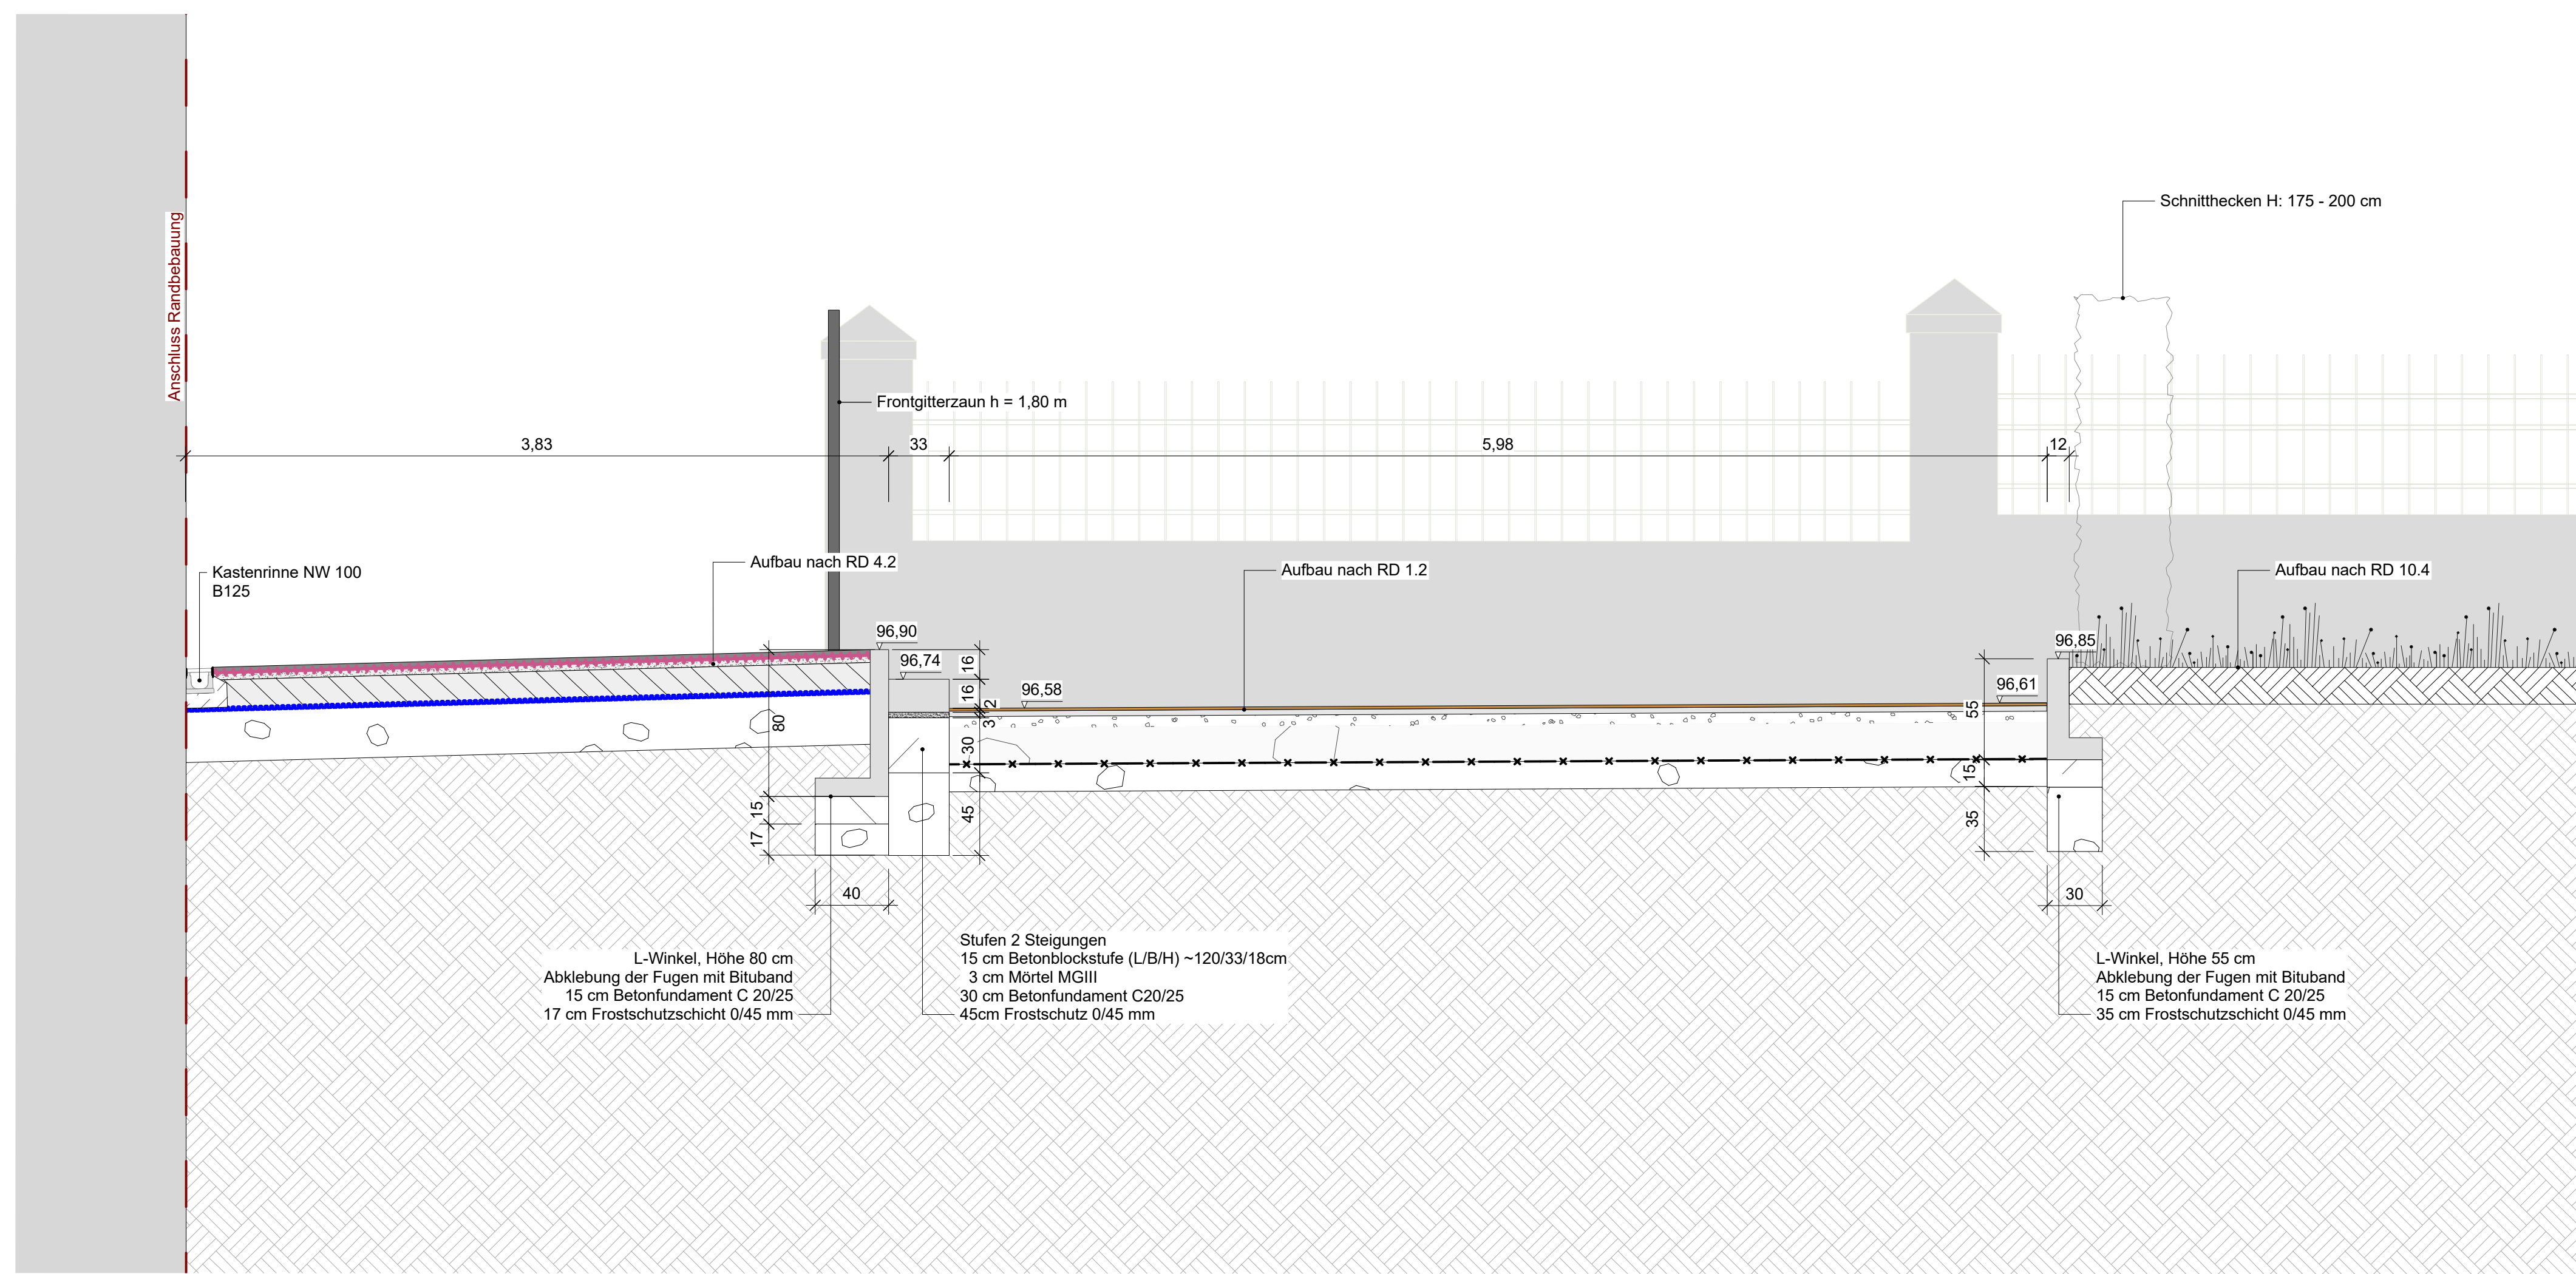 Schnitthecken H: 175 - 200 cm
Anschluss Randbebauung
Frontgitterzaun h = 1,80 m
3,83
33
5,98
12
Kastenrinne NW 100
B125
Aufbau nach RD 4.2
Aufbau nach RD 1.2
Aufbau nach RD 10.4
96,90
96,74
96,58
96,85
96,61
16
16
2
3
30
45
80
15
17
40
55
15
35
30
L-Winkel, Höhe 80 cm
Abklebung der Fugen mit Bituband
15 cm Betonfundament C 20/25
17 cm Frostschutzschicht 0/45 mm
Stufen 2 Steigungen
15 cm Betonblockstufe (L/B/H) ~120/33/18cm
3 cm Mörtel MGIII
30 cm Betonfundament C20/25
45cm Frostschutz 0/45 mm
L-Winkel, Höhe 55 cm
Abklebung der Fugen mit Bituband
15 cm Betonfundament C 20/25
35 cm Frostschutzschicht 0/45 mm